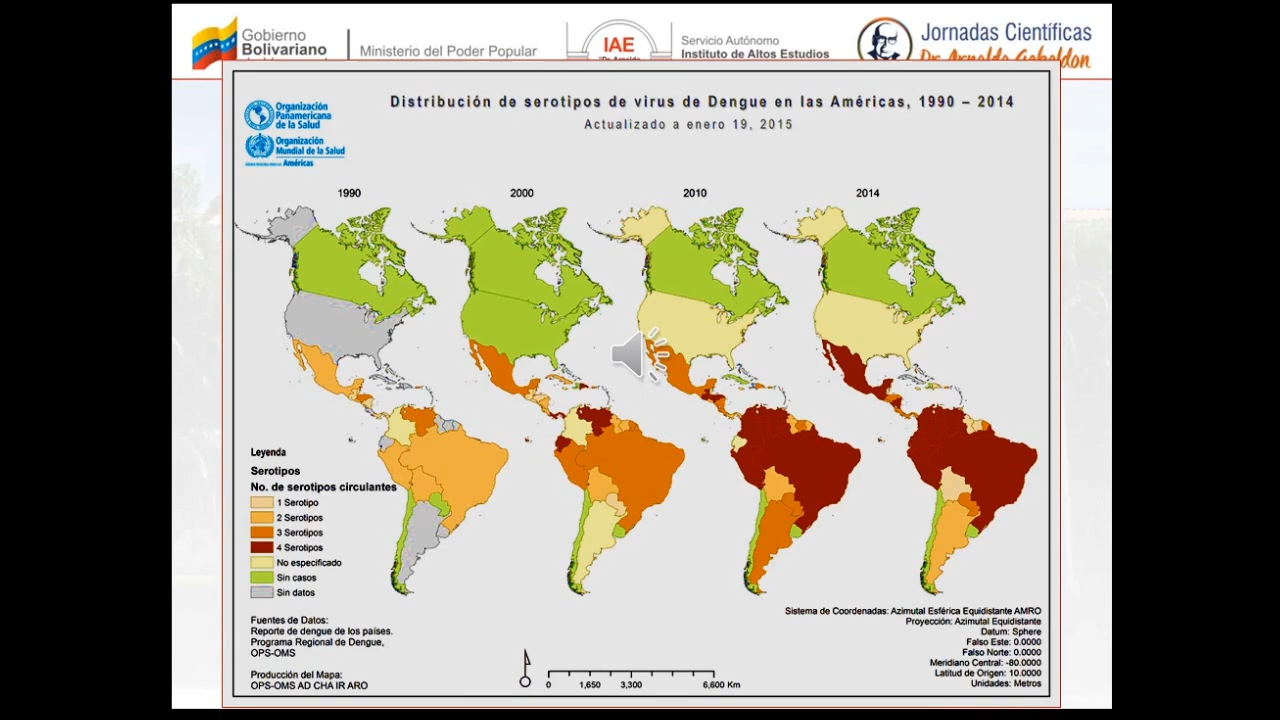 Gobierno
Bolivariano
Ministerio del Poder Popular
IAE
Servicio Autónomo
Instituto de Altos Estudios
Jornadas Científicas
Dr. Arnoldo Gabaldon
Organización
Panamericana
de la Salud
Organización
Mundial de la Salud
Américas
Distribución de serotipos de virus de Dengue en las Américas, 1990 – 2014
Actualizado a enero 19, 2015
1990
2000
2010
2014
Leyenda
Serotipos
No. de serotipos circulantes
1 Serotipo
2 Serotipos
3 Serotipos
4 Serotipos
No especificado
Sin casos
Sin datos
Fuentes de Datos:
Reporte de dengue de los países.
Programa Regional de Dengue,
OPS-OMS
Producción del Mapa:
OPS-OMS AD CHA IR ARO
0 1,650 3,300 6,600 Km
Sistema de Coordenadas: Azimutal Esférica Equidistante AMRO
Proyección: Azimutal Equidistante
Datum: Sphere
Falso Este: 0.0000
Falso Norte: 0.0000
Meridiano Central: -80.0000
Latitud de Origen: 10.0000
Unidades: Metros